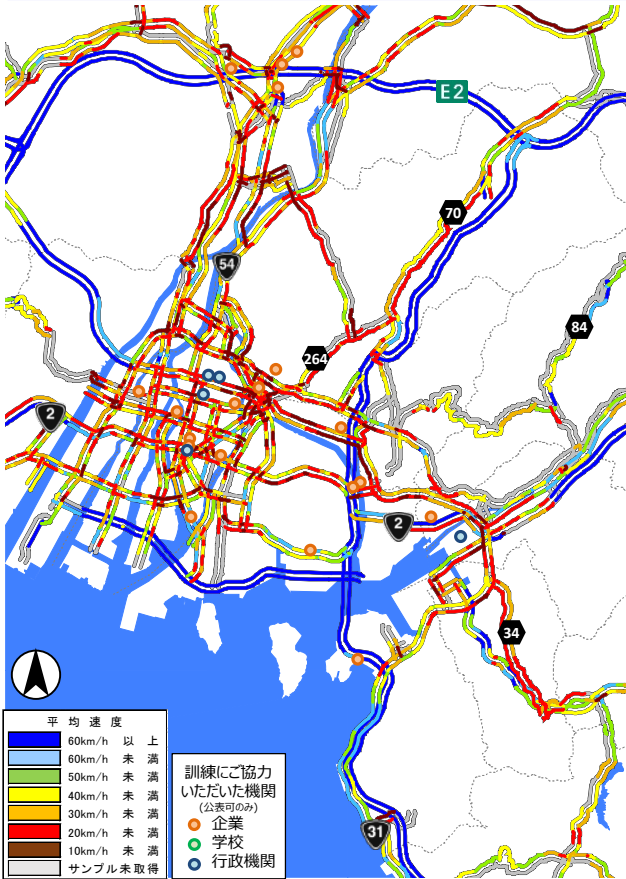 E2
70
54
84
264
2
2
34
31
平均速度
60km/h 以上
60km/h 未満
50km/h 未満
40km/h 未満
30km/h 未満
20km/h 未満
10km/h 未満
サンプル未取得
訓練にご協力
いただいた機関
(公表可のみ)
企業
学校
行政機関